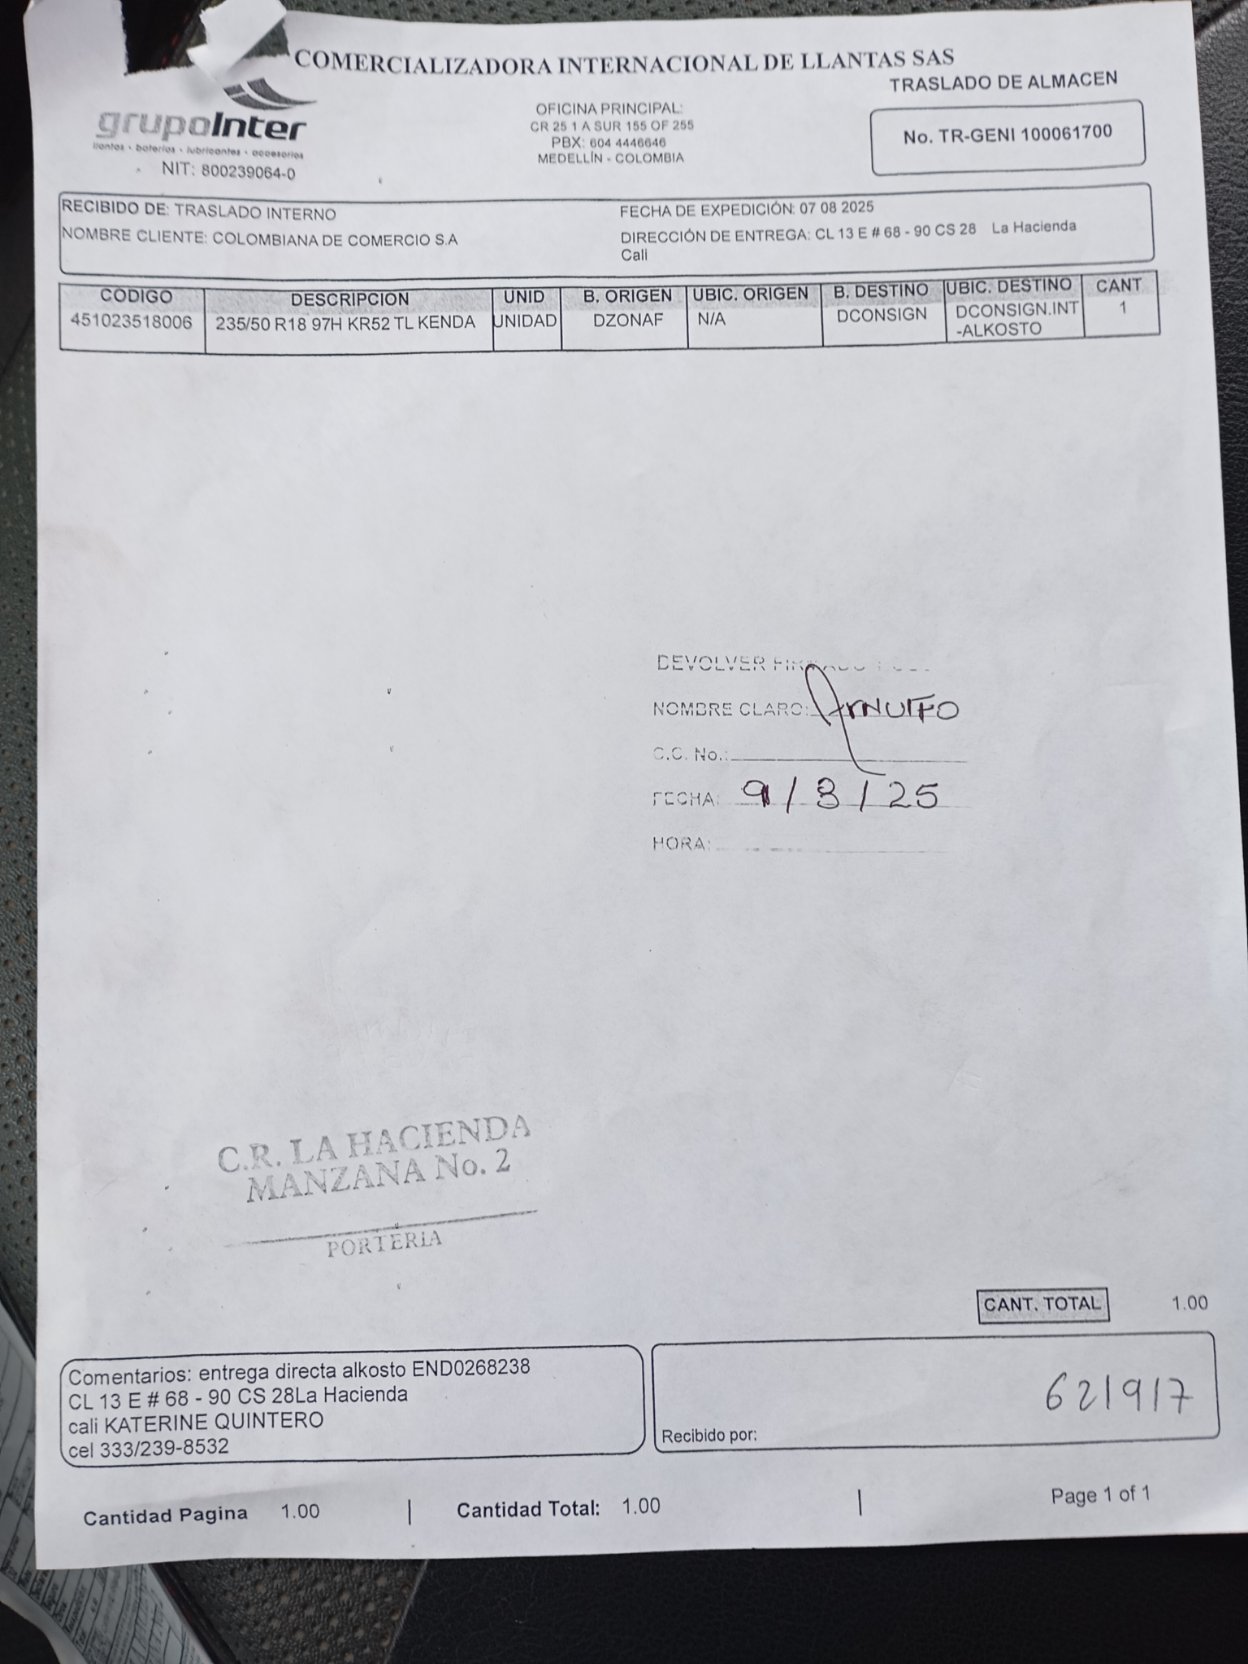 COMERCIALIZADORA INTERNACIONAL DE LLANTAS SAS
TRASLADO DE ALMACEN
grupoInter
llantas • baterías • lubricantes • accesorios
NIT: 800239064-0
OFICINA PRINCIPAL:
CR 25 1 A SUR 155 OF 255
PBX: 604 4446646
MEDELLÍN - COLOMBIA
No. TR-GENI 100061700
RECIBIDO DE: TRASLADO INTERNO
NOMBRE CLIENTE: COLOMBIANA DE COMERCIO S.A
FECHA DE EXPEDICIÓN: 07 08 2025
DIRECCIÓN DE ENTREGA: CL 13 E # 68 - 90 CS 28 La Hacienda
Cali
CODIGO DESCRIPCION UNID B. ORIGEN UBIC. ORIGEN B. DESTINO UBIC. DESTINO CANT
451023518006 235/50 R18 97H KR52 TL KENDA UNIDAD DZONAF N/A DCONSIGN DCONSIGN.INT 1
-ALKOSTO
DEVOLVER
NOMBRE CLARO: Arnulfo
C.C. No.:
FECHA: 9/8/25
HORA:
C.R. LA HACIENDA
MANZANA No. 2
PORTERIA
CANT. TOTAL 1.00
Comentarios: entrega directa alkosto END0268238
CL 13 E # 68 - 90 CS 28La Hacienda
cali KATERINE QUINTERO
cel 333/239-8532
621917
Recibido por:
Cantidad Pagina 1.00 | Cantidad Total: 1.00 | Page 1 of 1